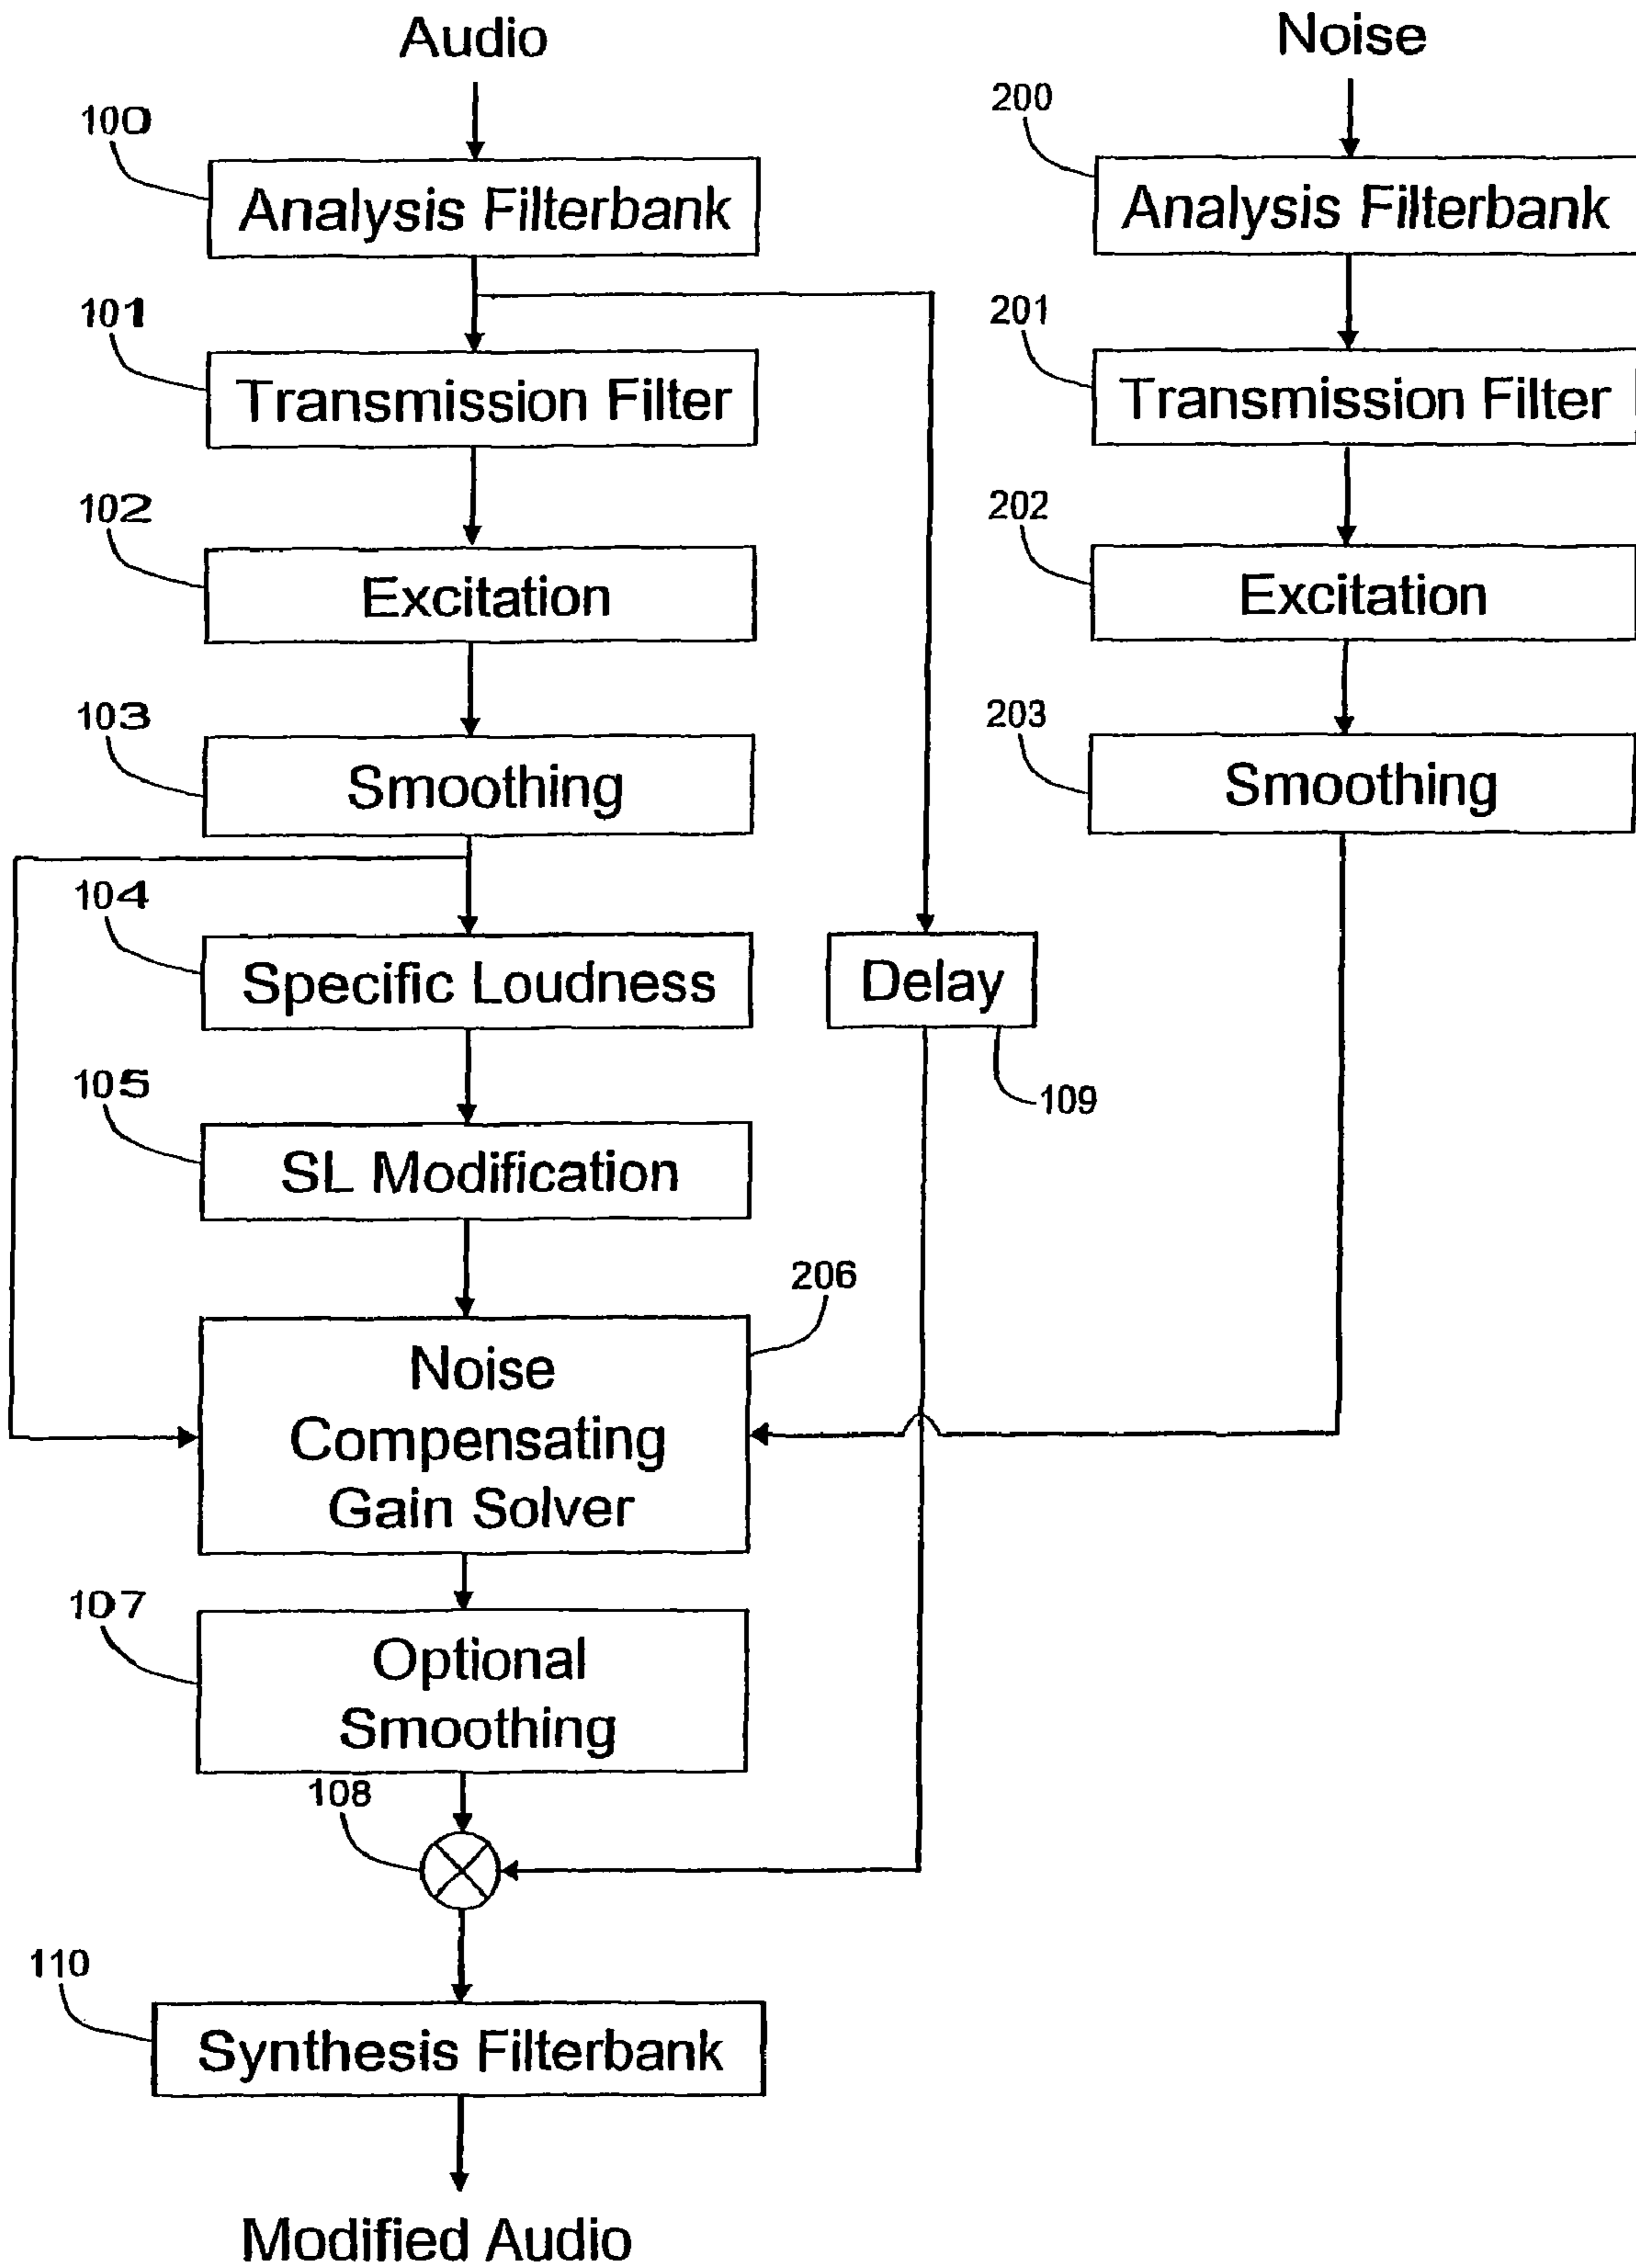 Audio
Noise
100
200
Analysis Filterbank
Analysis Filterbank
101
201
Transmission Filter
Transmission Filter
102
202
Excitation
Excitation
103
203
Smoothing
Smoothing
104
Specific Loudness
Delay
109
105
SL Modification
206
Noise
Compensating
Gain Solver
107
Optional
Smoothing
108
110
Synthesis Filterbank
Modified Audio